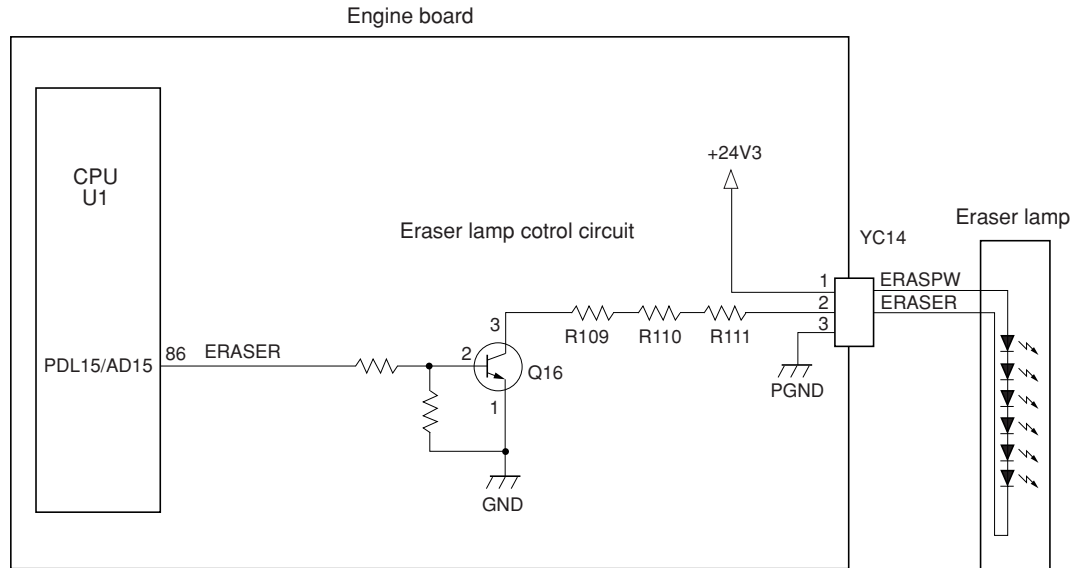 Engine board
CPU
U1
+24V3
Eraser lamp
Eraser lamp cotrol circuit
YC14
1
ERASPW
2
ERASER
3
3
R109
R110
R111
PDL15/AD15
86
ERASER
2
Q16
PGND
1
GND